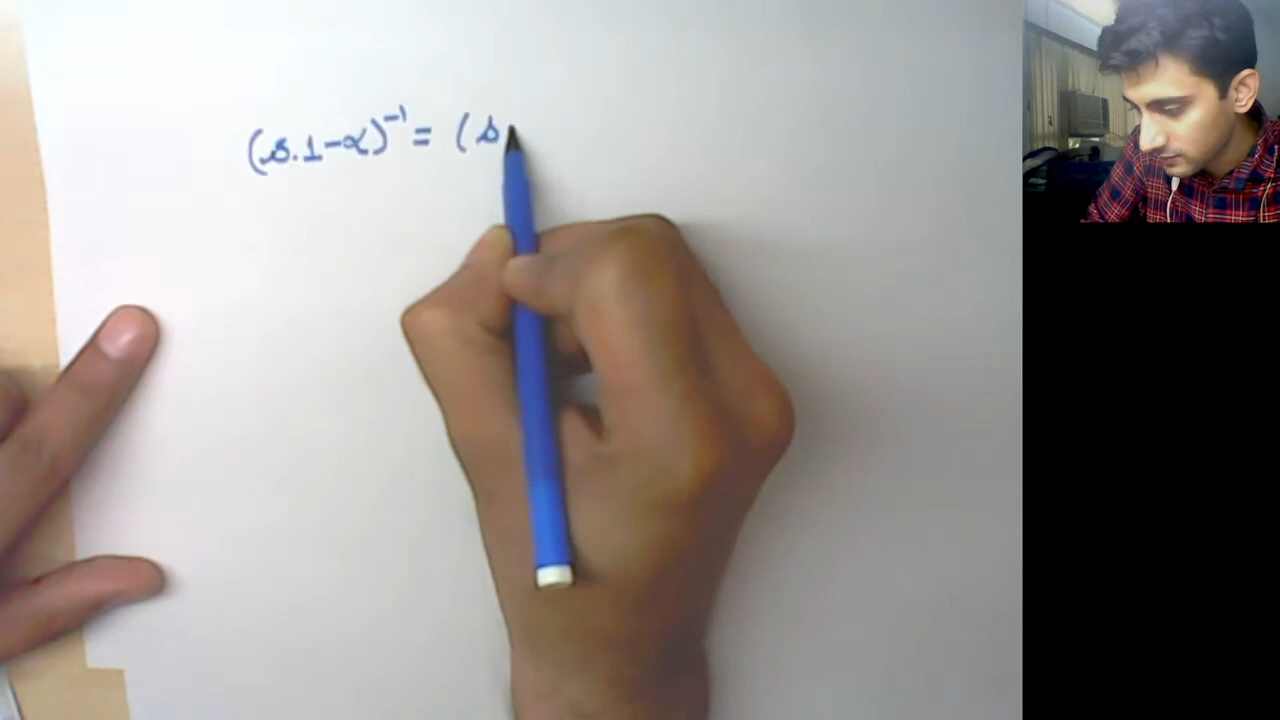 (s.1-α)⁻¹ = (s